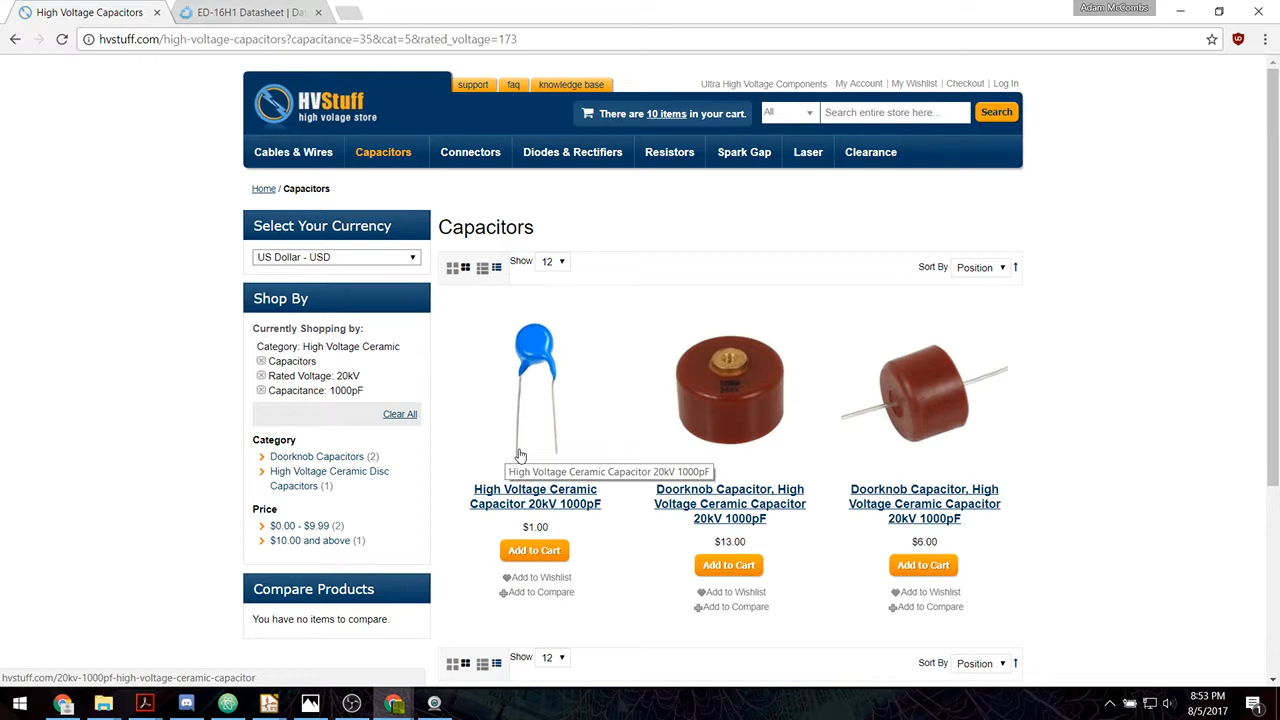 High Voltage Capacitors
ED-16H1 Datasheet | Dat
Adam McCombs
hvstuff.com/high-voltage-capacitors?capacitance=35&cat=5&rated_voltage=173
support
faq
knowledge base
Ultra High Voltage Components
My Account | My Wishlist | Checkout | Log In
HVStuff
high volage store
There are 10 items in your cart.
All
Search entire store here...
Search
Cables & Wires
Capacitors
Connectors
Diodes & Rectifiers
Resistors
Spark Gap
Laser
Clearance
Home / Capacitors
Select Your Currency
US Dollar - USD
Shop By
Currently Shopping by:
Category: High Voltage Ceramic
Capacitors
Rated Voltage: 20kV
Capacitance: 1000pF
Clear All
Category
Doorknob Capacitors (2)
High Voltage Ceramic Disc
Capacitors (1)
Price
$0.00 - $9.99 (2)
$10.00 and above (1)
Compare Products
You have no items to compare.
Capacitors
Show 12
Sort By Position
High Voltage Ceramic Capacitor 20kV 1000pF
High Voltage Ceramic
Capacitor 20kV 1000pF
$1.00
Add to Cart
Add to Wishlist
Add to Compare
Doorknob Capacitor, High
Voltage Ceramic Capacitor
20kV 1000pF
$13.00
Add to Cart
Add to Wishlist
Add to Compare
Doorknob Capacitor, High
Voltage Ceramic Capacitor
20kV 1000pF
$6.00
Add to Cart
Add to Wishlist
Add to Compare
Show 12
Sort By Position
hvstuff.com/20kv-1000pf-high-voltage-ceramic-capacitor
8:53 PM
8/5/2017